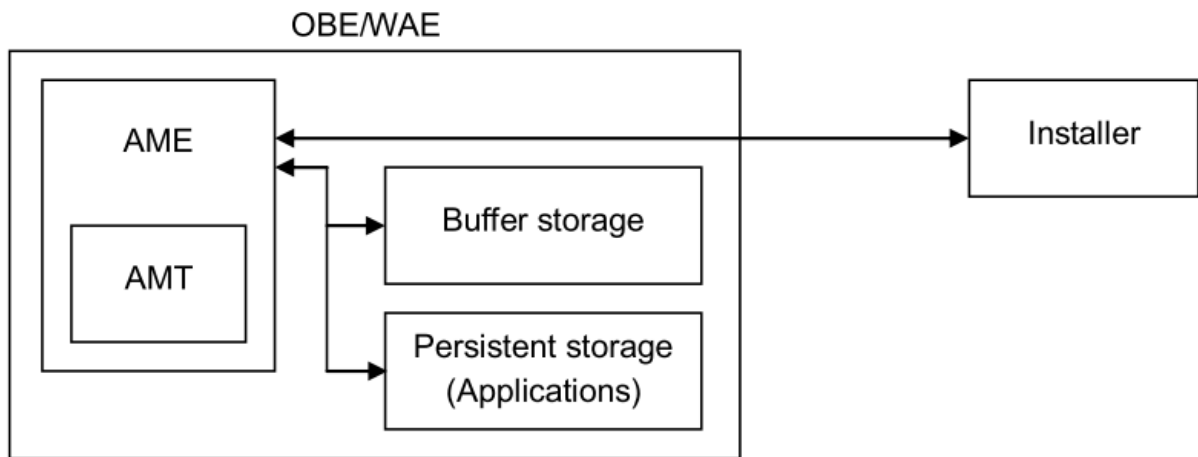 OBE/WAE
AME
Installer
Buffer storage
AMT
Persistent storage
(Applications)